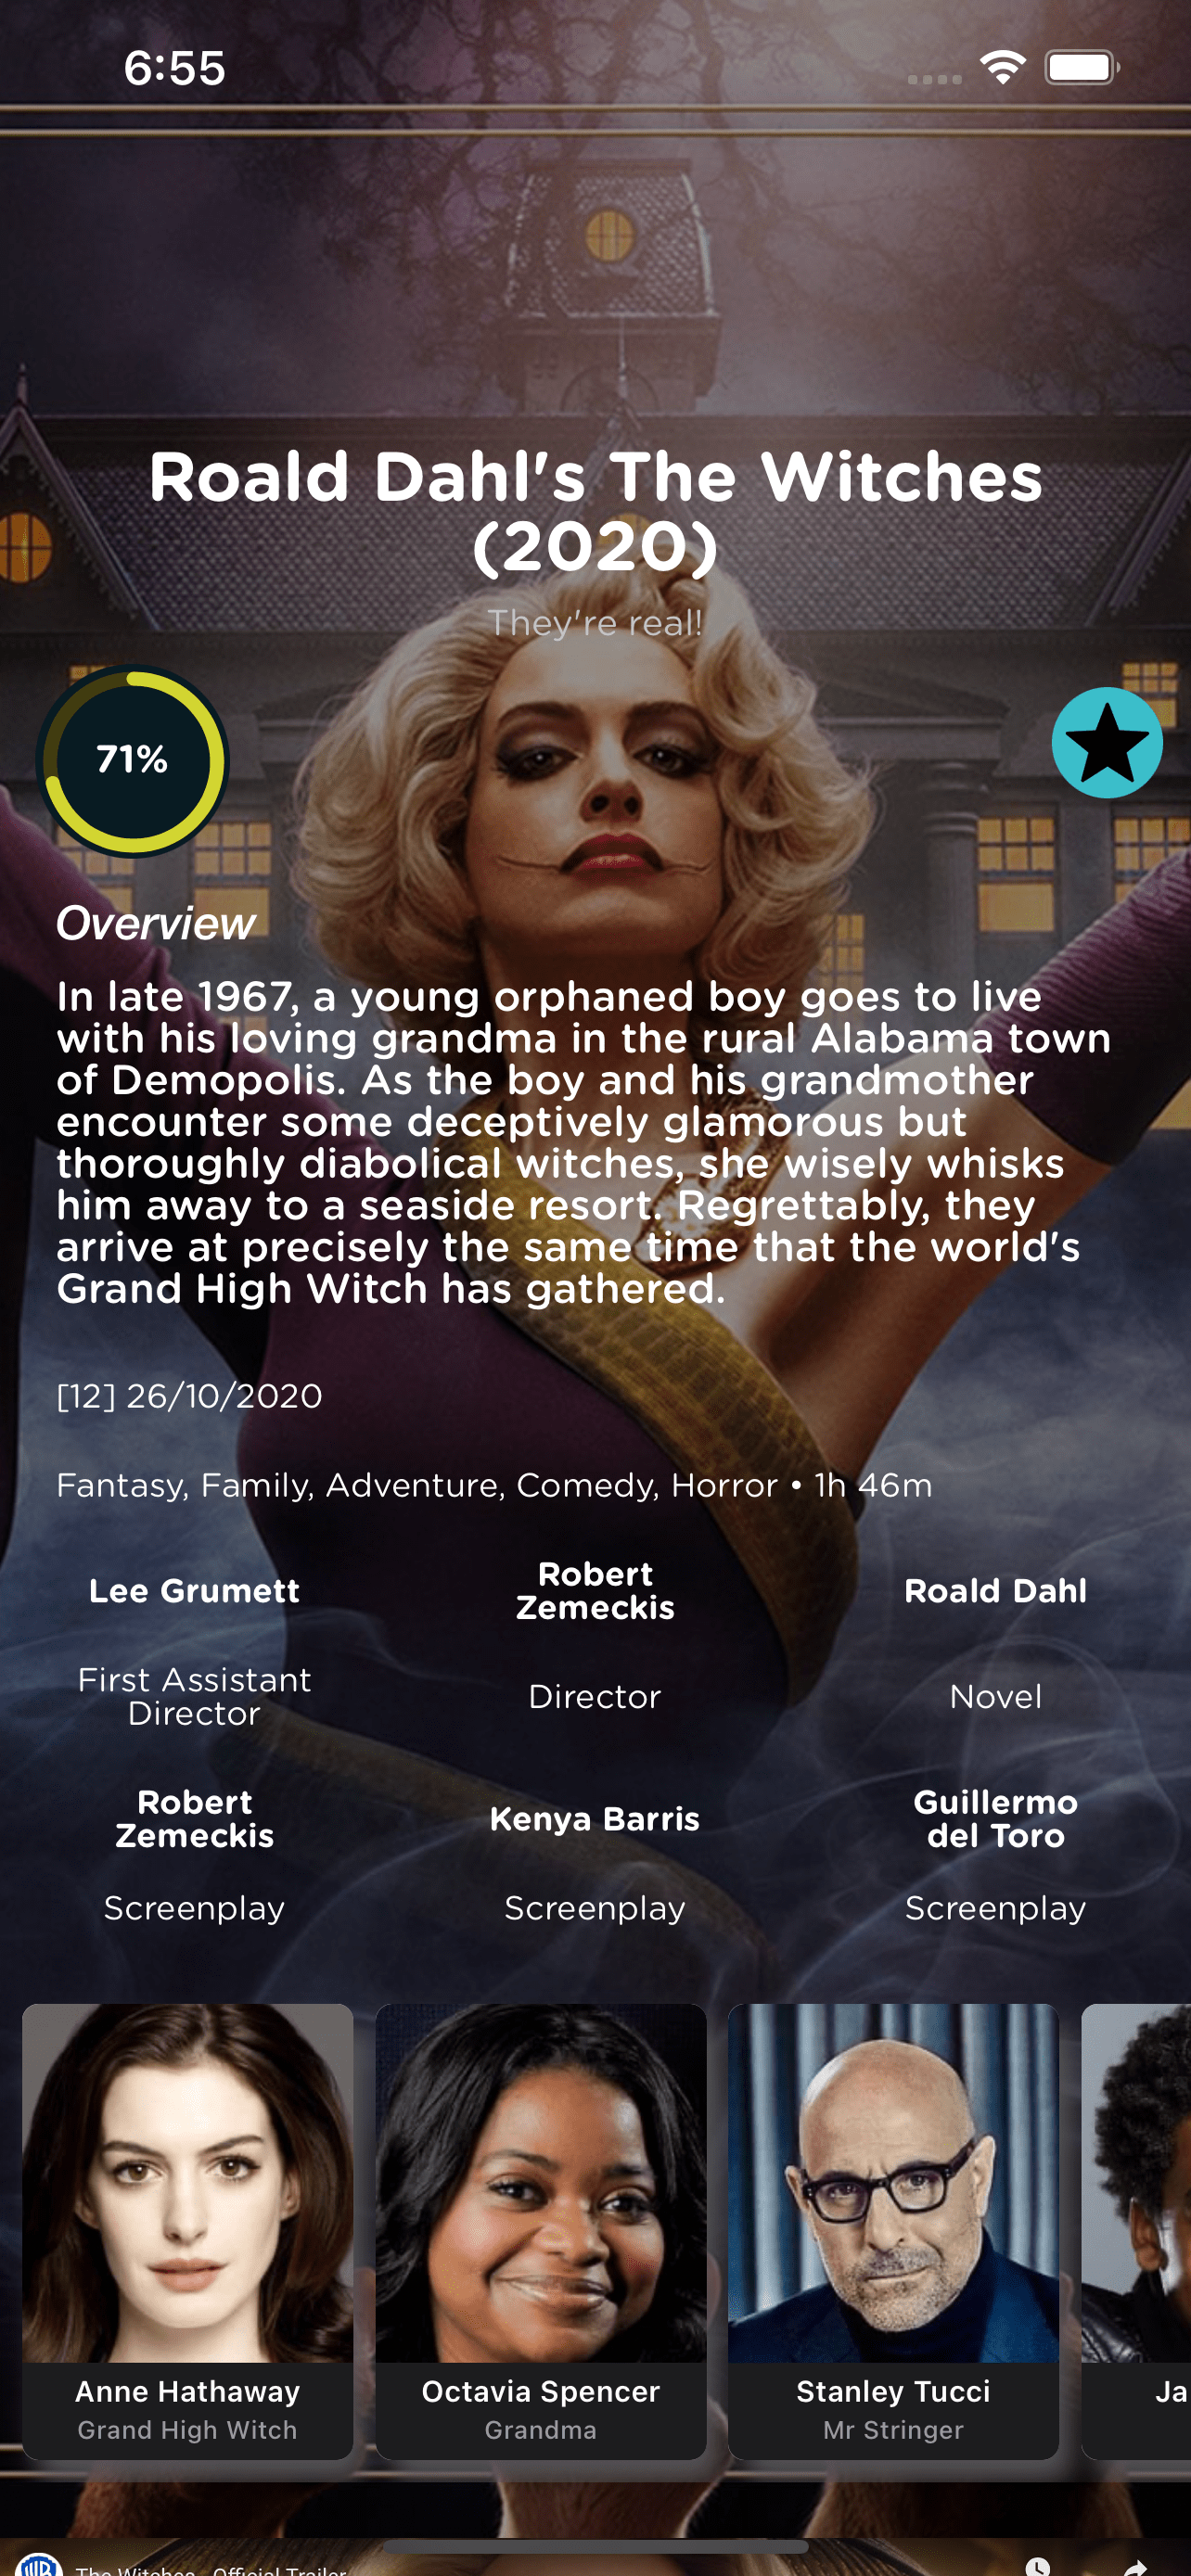 6:55
Roald Dahl's The Witches
(2020)
They're real!
71%
Overview
In late 1967, a young orphaned boy goes to live
with his loving grandma in the rural Alabama town
of Demopolis. As the boy and his grandmother
encounter some deceptively glamorous but
thoroughly diabolical witches, she wisely whisks
him away to a seaside resort. Regrettably, they
arrive at precisely the same time that the world's
Grand High Witch has gathered.
[12] 26/10/2020
Fantasy, Family, Adventure, Comedy, Horror • 1h 46m
Lee Grumett
First Assistant
Director
Robert
Zemeckis
Director
Roald Dahl
Novel
Robert
Zemeckis
Screenplay
Kenya Barris
Screenplay
Guillermo
del Toro
Screenplay
Anne Hathaway
Grand High Witch
Octavia Spencer
Grandma
Stanley Tucci
Mr Stringer
Ja
The Witches - Official Trailer